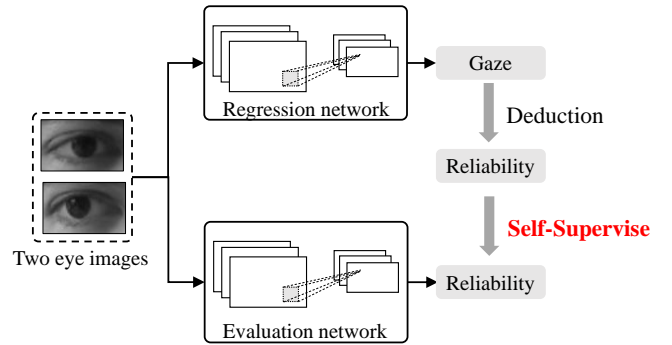 Regression network
Gaze
Deduction
Reliability
Self-Supervise
Two eye images
Reliability
Evaluation network